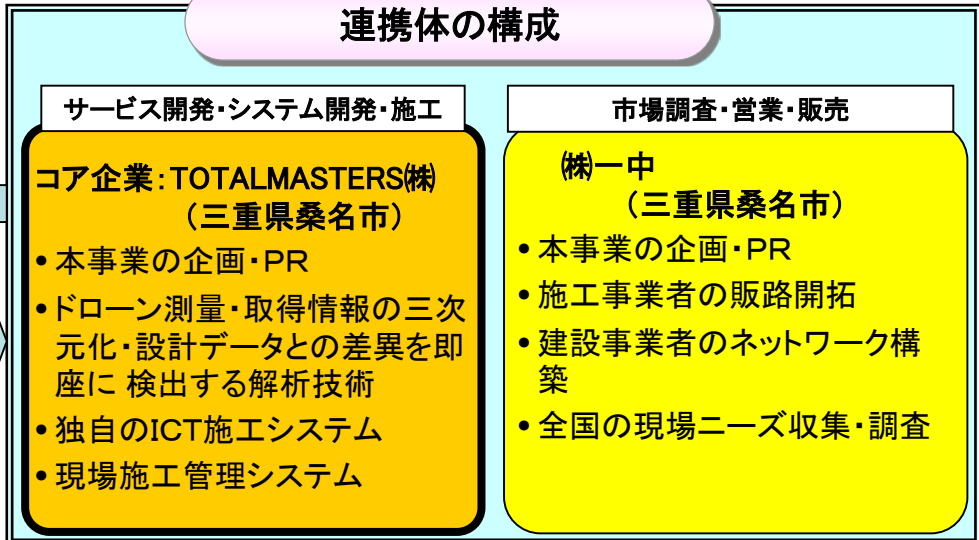 連携体の構成
サービス開発・システム開発・施工
コア企業：TOTALMASTERS㈱
（三重県桑名市）
• 本事業の企画・PR
• ドローン測量・取得情報の三次
元化・設計データとの差異を即
座に 検出する解析技術
• 独自のICT施工システム
• 現場施工管理システム
市場調査・営業・販売
㈱一中
（三重県桑名市）
• 本事業の企画・PR
• 施工事業者の販路開拓
• 建設事業者のネットワーク構
築
• 全国の現場ニーズ収集・調査